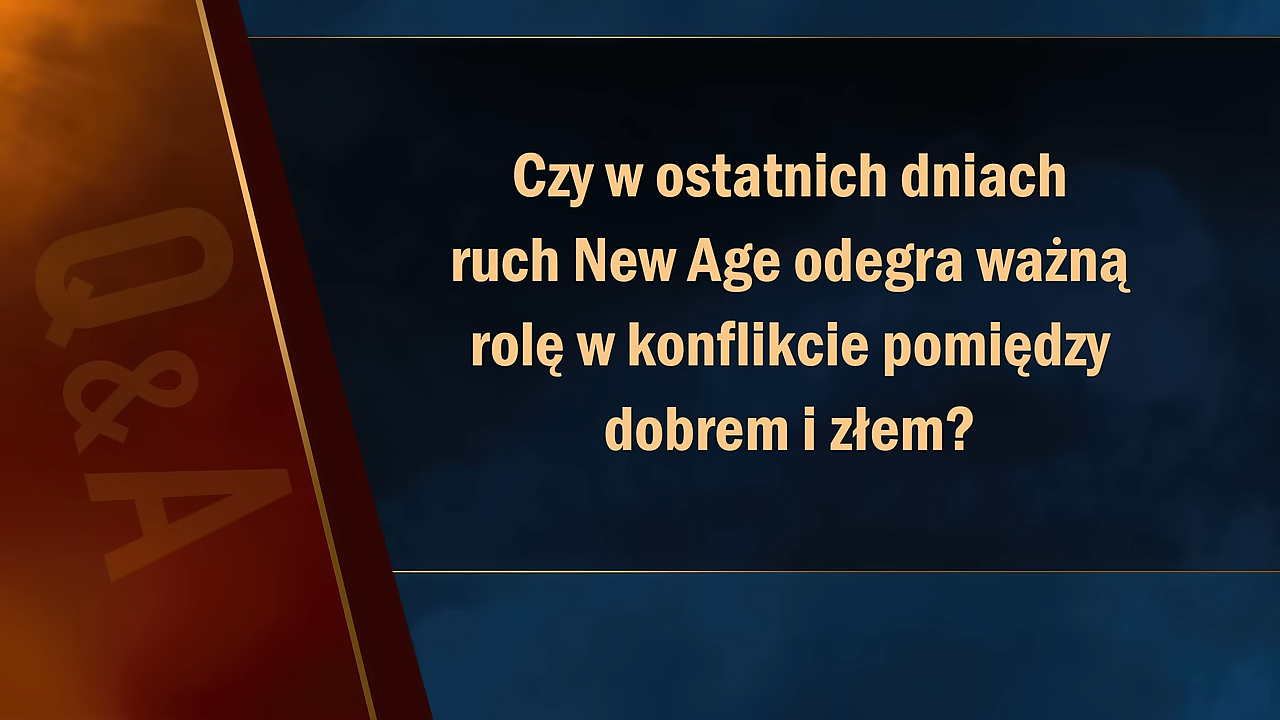 Q&A
Czy w ostatnich dniach
ruch New Age odegra ważną
rolę w konflikcie pomiędzy
dobrem i złem?